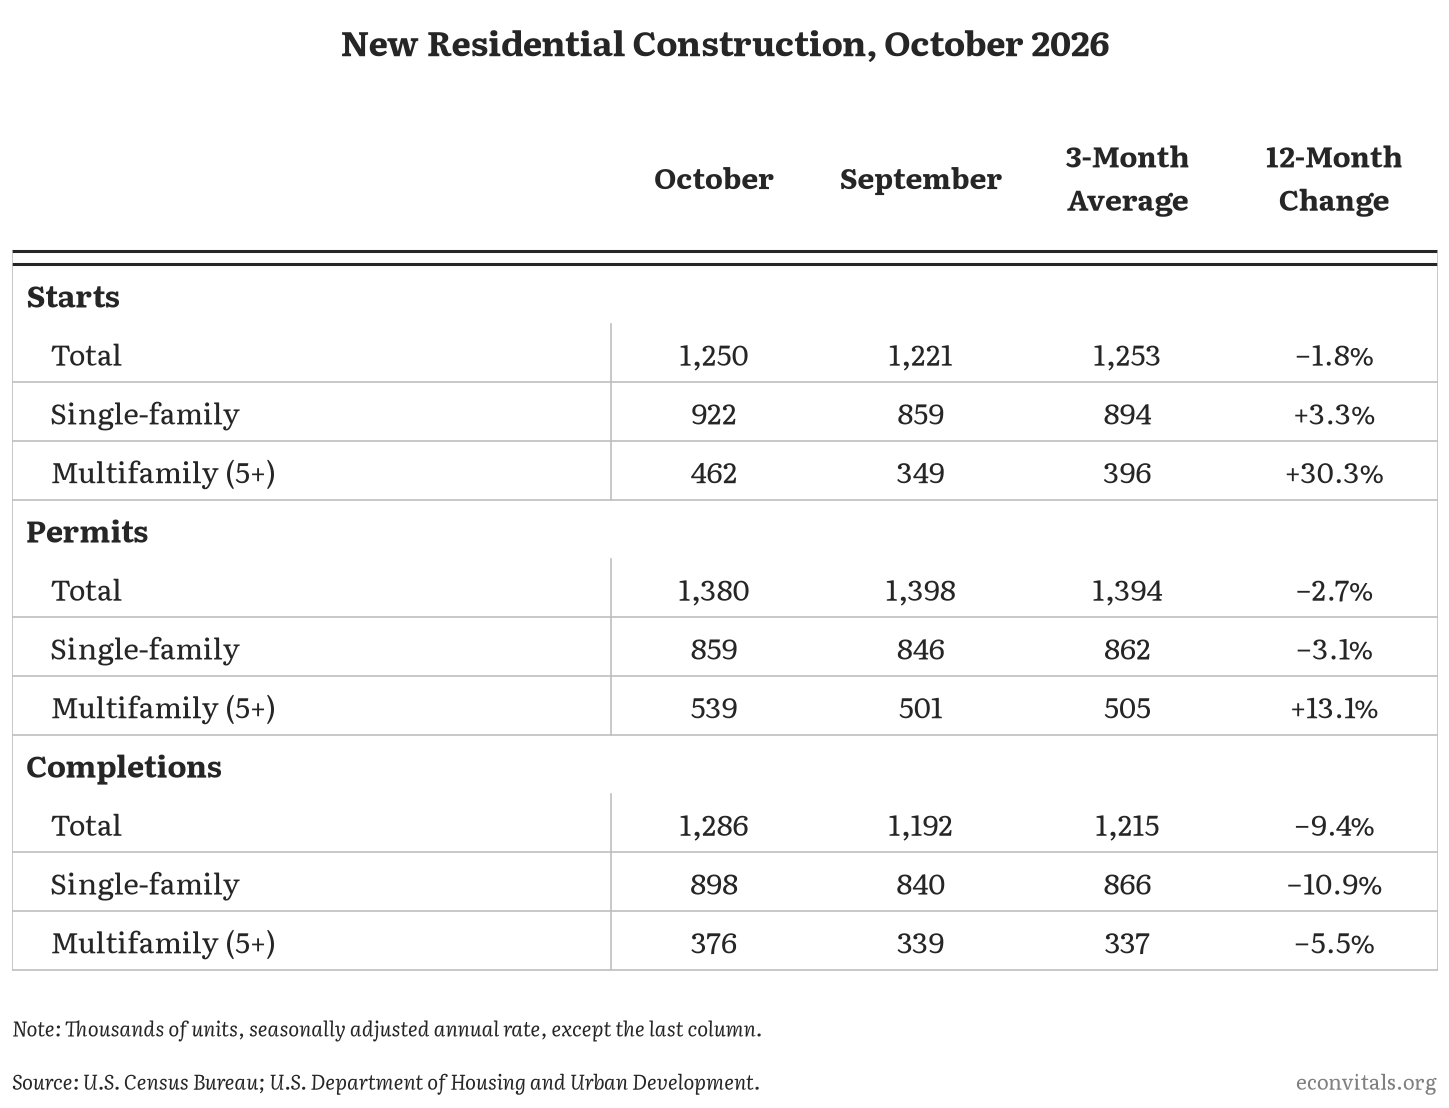 New Residential Construction, October 2026
October September 3-Month Average 12-Month Change
Starts
Total 1,250 1,221 1,253 −1.8%
Single-family 922 859 894 +3.3%
Multifamily (5+) 462 349 396 +30.3%
Permits
Total 1,380 1,398 1,394 −2.7%
Single-family 859 846 862 −3.1%
Multifamily (5+) 539 501 505 +13.1%
Completions
Total 1,286 1,192 1,215 −9.4%
Single-family 898 840 866 −10.9%
Multifamily (5+) 376 339 337 −5.5%
Note: Thousands of units, seasonally adjusted annual rate, except the last column.
Source: U.S. Census Bureau; U.S. Department of Housing and Urban Development.
econvitals.org